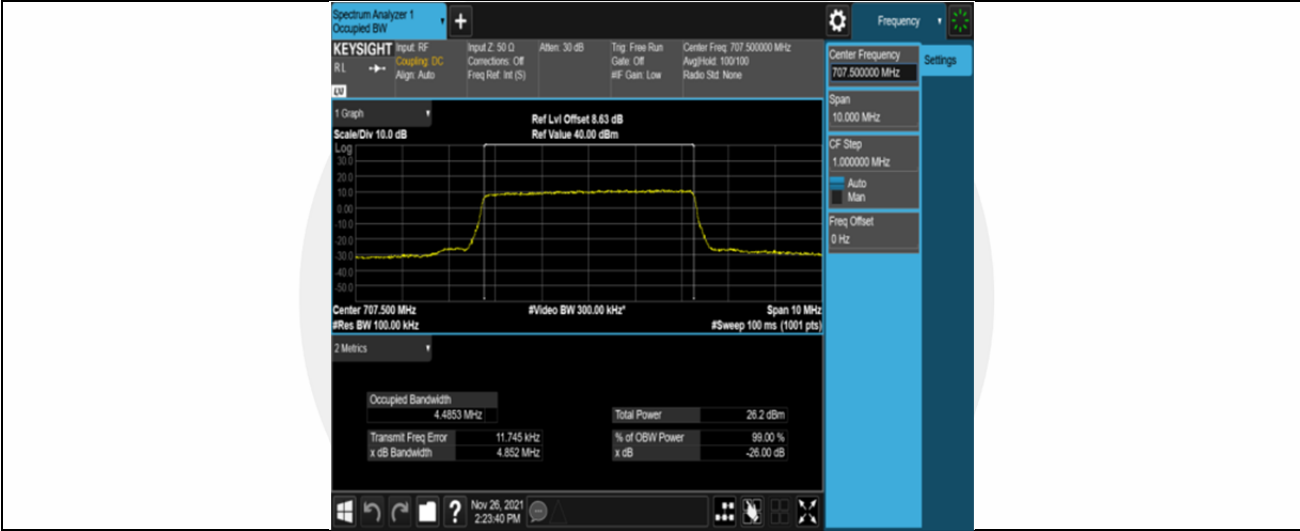 Spectrum Analyzer 1
Occupied BW
+
Frequency
KEYSIGHT
Input: RF
Input Z: 50 Ω
Atten: 30 dB
Trig: Free Run
Center Freq: 707.500000 MHz
RL
Coupling: DC
Corrections: Off
Gate: Off
Avg|Hold: 100/100
Align: Auto
Freq Ref: Int (S)
#IF Gain: Low
Radio Std: None
Settings
Center Frequency
707.500000 MHz
Span
10.000 MHz
CF Step
1.000000 MHz
Auto
Man
Freq Offset
0 Hz
1 Graph
Ref Lvl Offset 8.63 dB
Scale/Div 10.0 dB
Ref Value 40.00 dBm
Log
30.0
20.0
10.0
0.00
-10.0
-20.0
-30.0
-40.0
-50.0
Center 707.500 MHz
#Video BW 300.00 kHz*
Span 10 MHz
#Res BW 100.00 kHz
#Sweep 100 ms (1001 pts)
2 Metrics
Occupied Bandwidth
4.4853 MHz
Total Power
26.2 dBm
Transmit Freq Error
11.745 kHz
% of OBW Power
99.00 %
x dB Bandwidth
4.852 MHz
x dB
-26.00 dB
?
Nov 26, 2021
2:23:40 PM